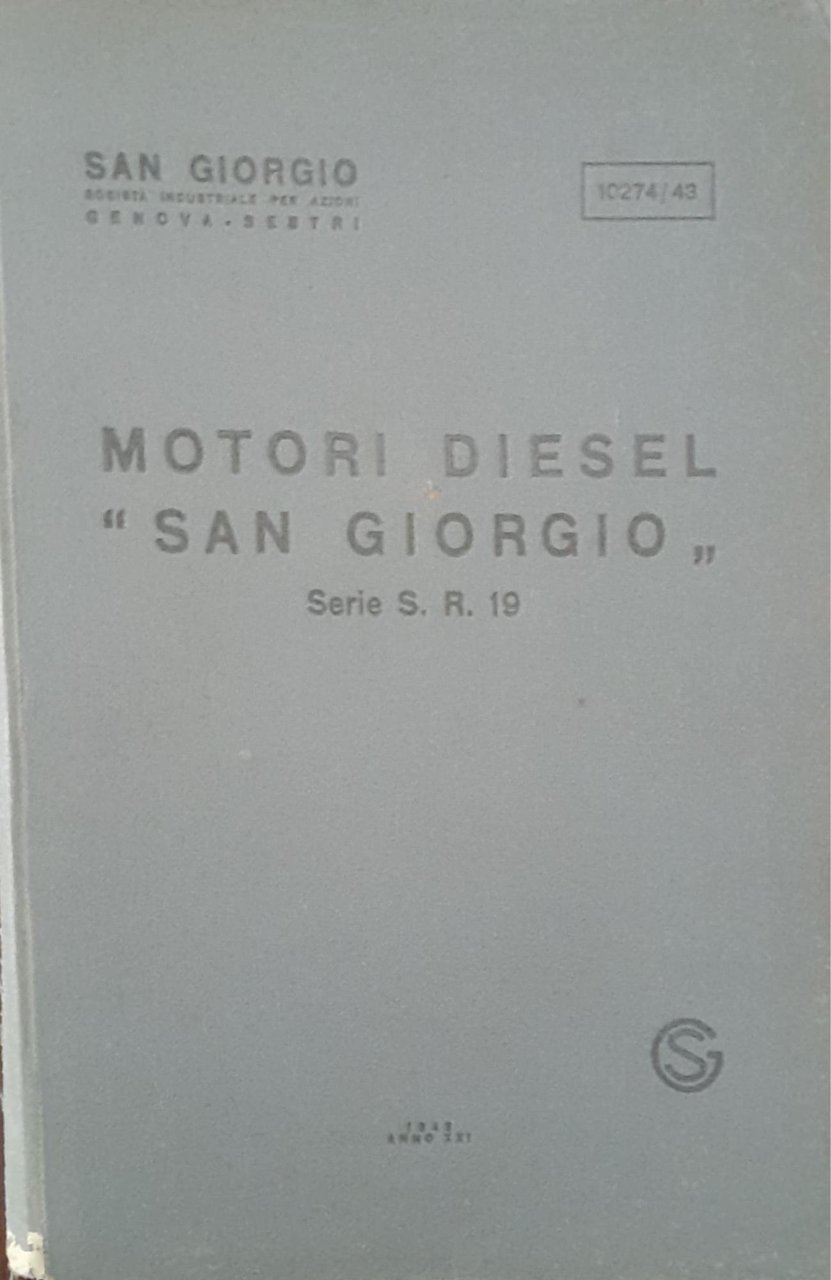 SAN GIORGIO
SOCIETÀ INDUSTRIALE PER AZIONI
GENOVA-SESTRI
10274/43
MOTORI DIESEL
“ SAN GIORGIO „
Serie S. R. 19
SG
1943
ANNO XXI